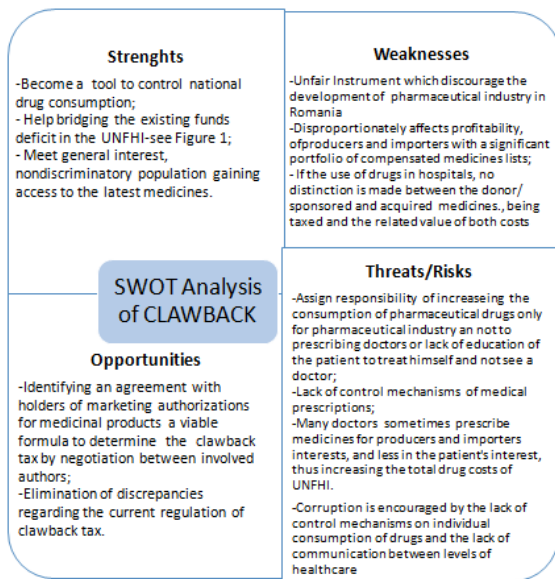 Strenghts
-Become a tool to control national
drug consumption;
- Help bridging the existing funds
deficit in the UNFHI-see Figure 1;
- Meet general interest,
nondiscriminatory population gaining
access to the latest medicines.
Weaknesses
-Unfair Instrument which discourage the
development of pharmaceutical industry in
Romania
-Disproportionately affects profitability,
ofproducers and importers with a significant
portfolio of compensated medicines lists;
- If the use of drugs in hospitals, no
distinction is made between the donor/
sponsored and acquired medicines., being
taxed and the related value of both costs
SWOT Analysis
of CLAWBACK
Opportunities
-Identifying an agreement with
holders of marketing authorizations
for medicinal products a viable
formula to determine the clawback
tax by negotiation between involved
authors;
-Elimination of discrepancies
regarding the current regulation of
clawback tax.
Threats/Risks
-Assign responsibility of increaseing the
consumption of pharmaceutical drugs only
for pharmaceutical industry an not to
prescribing doctors or lack of education of
the patient to treat himself and not see a
doctor;
-Lack of control mechanisms of medical
prescriptions;
-Many doctors sometimes prescribe
medicines for producers and importers
interests, and less in the patient's interest,
thus increasing the total drug costs of
UNFHI.
-Corruption is encouraged by the lack of
control mechanisms on individual
consumption of drugs and the lack of
communication between levels of
healthcare